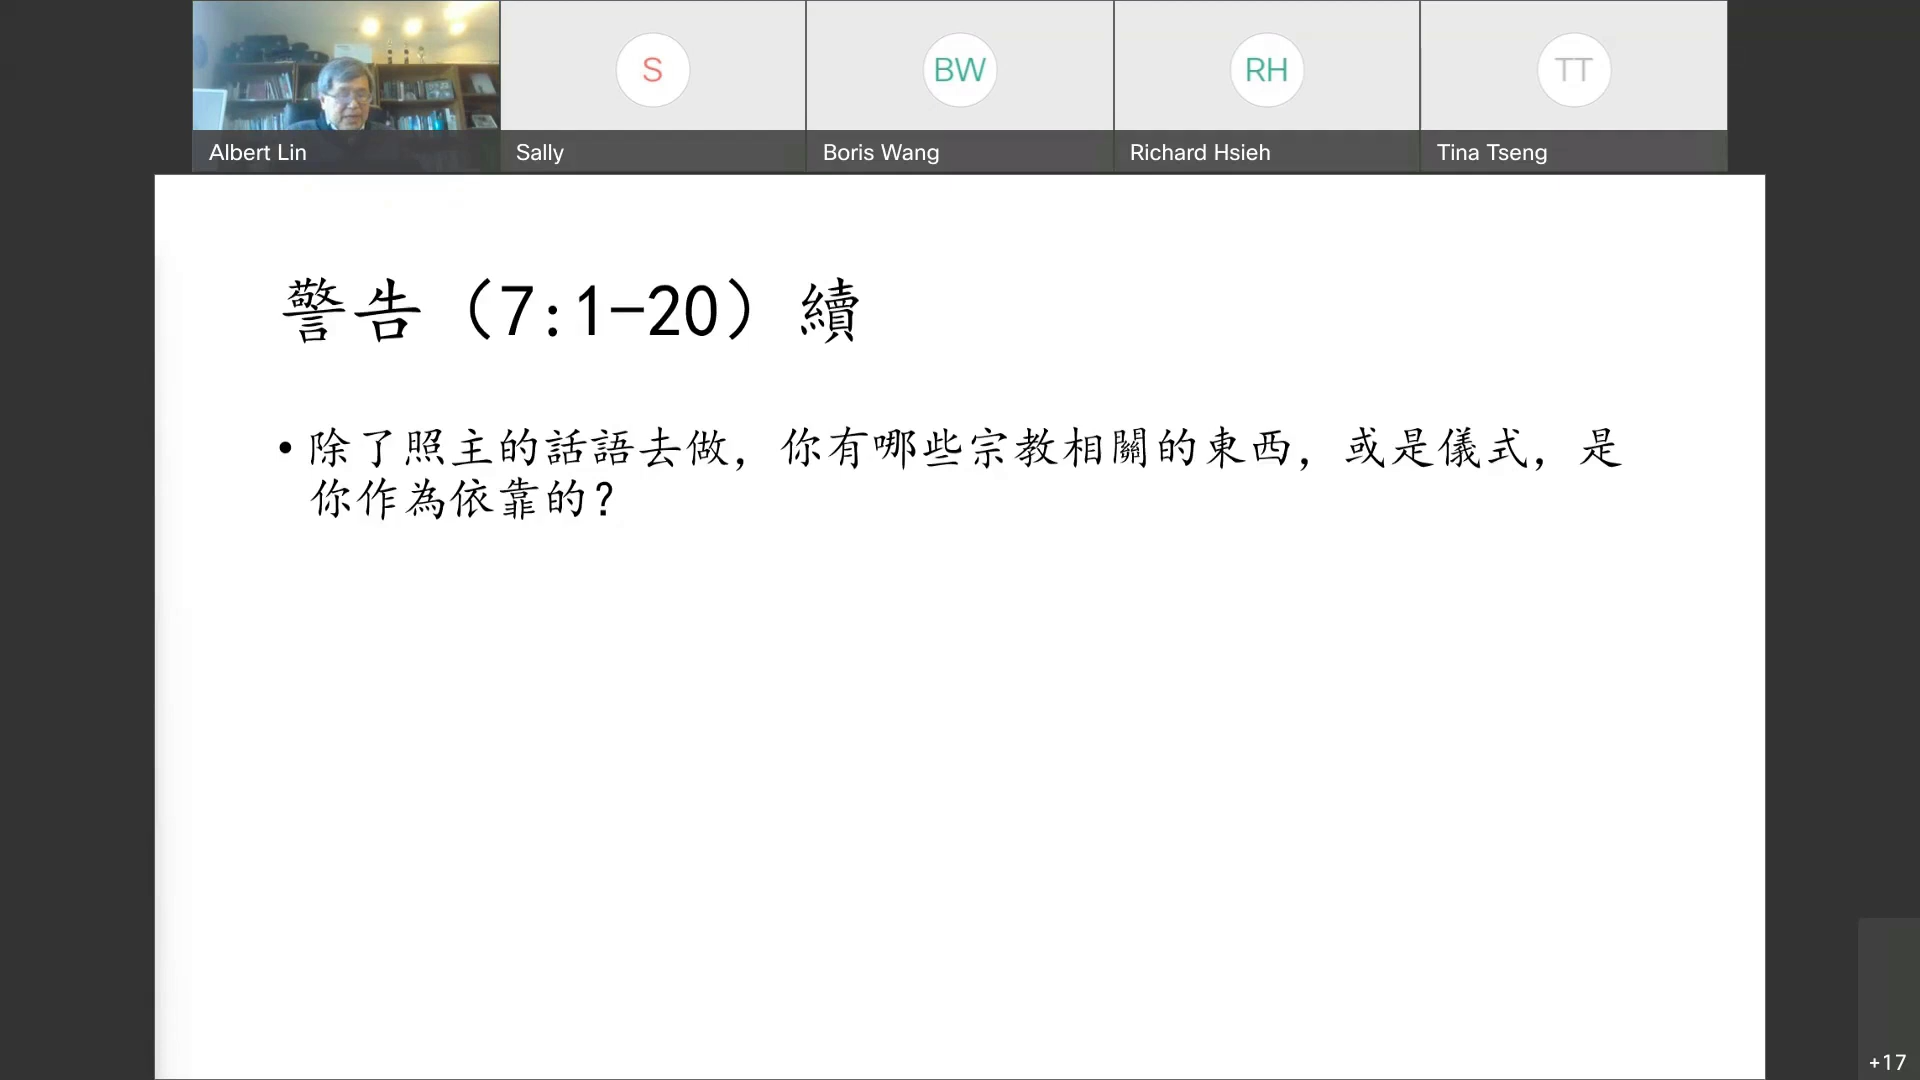 S
BW
RH
TT
Albert Lin
Sally
Boris Wang
Richard Hsieh
Tina Tseng
警告（7:1-20）續
• 除了照主的話語去做，你有哪些宗教相關的東西，或是儀式，是
你作為依靠的?
+17